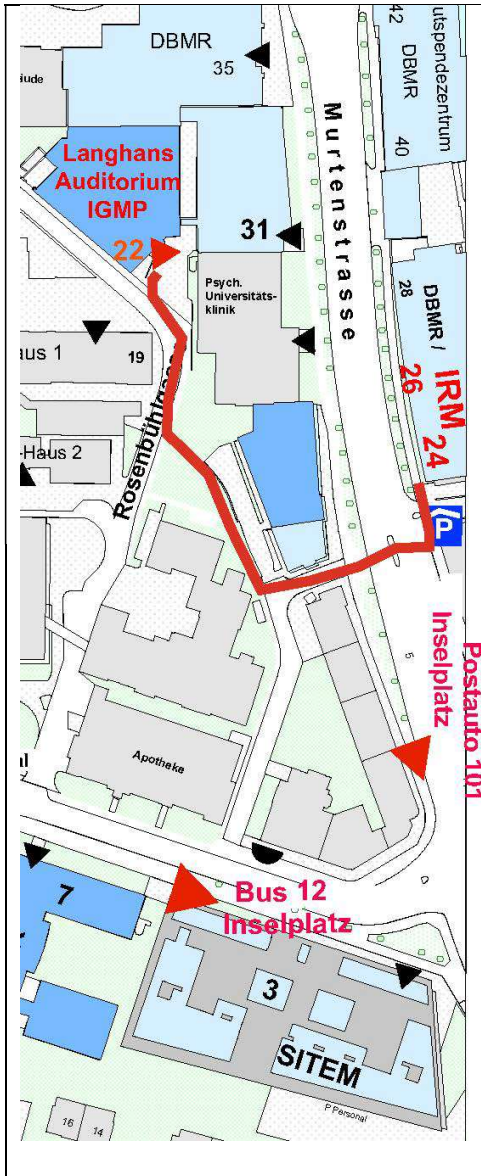 DBMR
35
äude
Langhans
Auditorium
IGMP
22
31
Murtenstrasse
42
DBMR
40
utspendezentrum
Psych.
Universitäts-
klinik
28
DBMR /
26
IRM
24
P
aus 1
19
-Haus 2
Rosenbühlgasse
5
Postauto 101
Inselplatz
Apotheke
al
7
Bus 12
Inselplatz
3
SITEM
P Personal
16
14